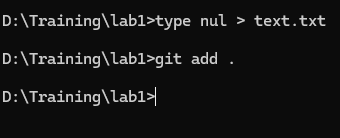 D:\Training\lab1>type nul > text.txt
D:\Training\lab1>git add .
D:\Training\lab1>